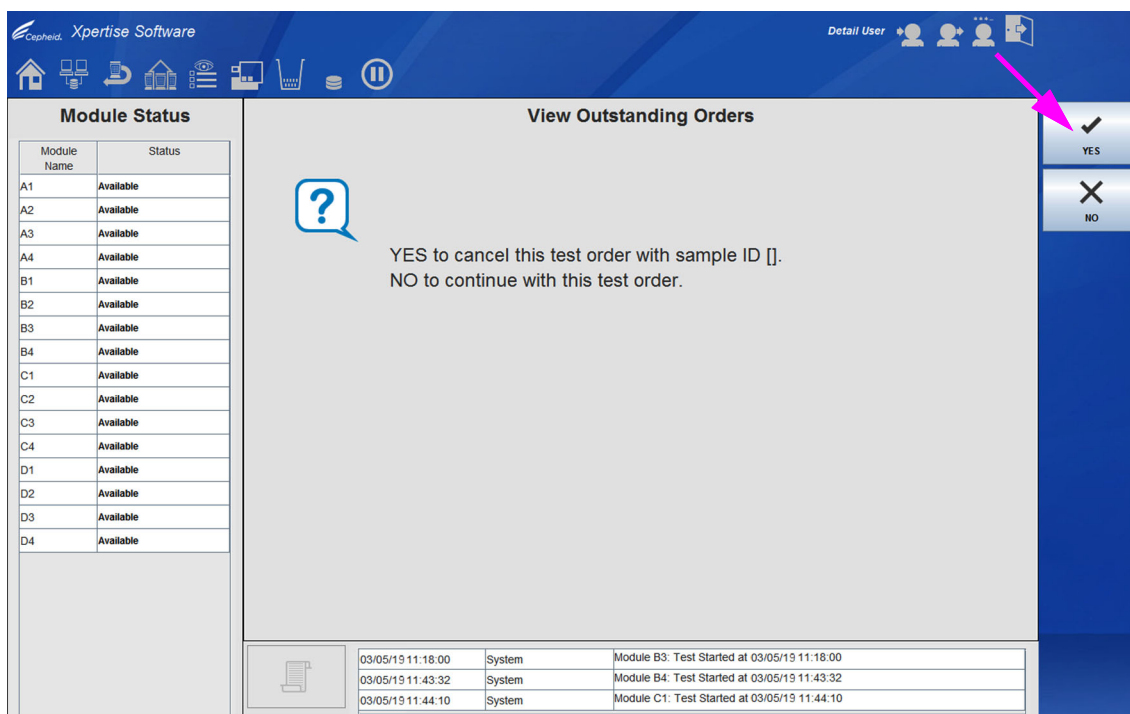 Cepheid. Xpertise Software
Detail User
Module Status
Module Name Status
A1 Available
A2 Available
A3 Available
A4 Available
B1 Available
B2 Available
B3 Available
B4 Available
C1 Available
C2 Available
C3 Available
C4 Available
D1 Available
D2 Available
D3 Available
D4 Available
View Outstanding Orders
?
YES to cancel this test order with sample ID [].
NO to continue with this test order.
YES
NO
03/05/19 11:18:00 System Module B3: Test Started at 03/05/19 11:18:00
03/05/19 11:43:32 System Module B4: Test Started at 03/05/19 11:43:32
03/05/19 11:44:10 System Module C1: Test Started at 03/05/19 11:44:10